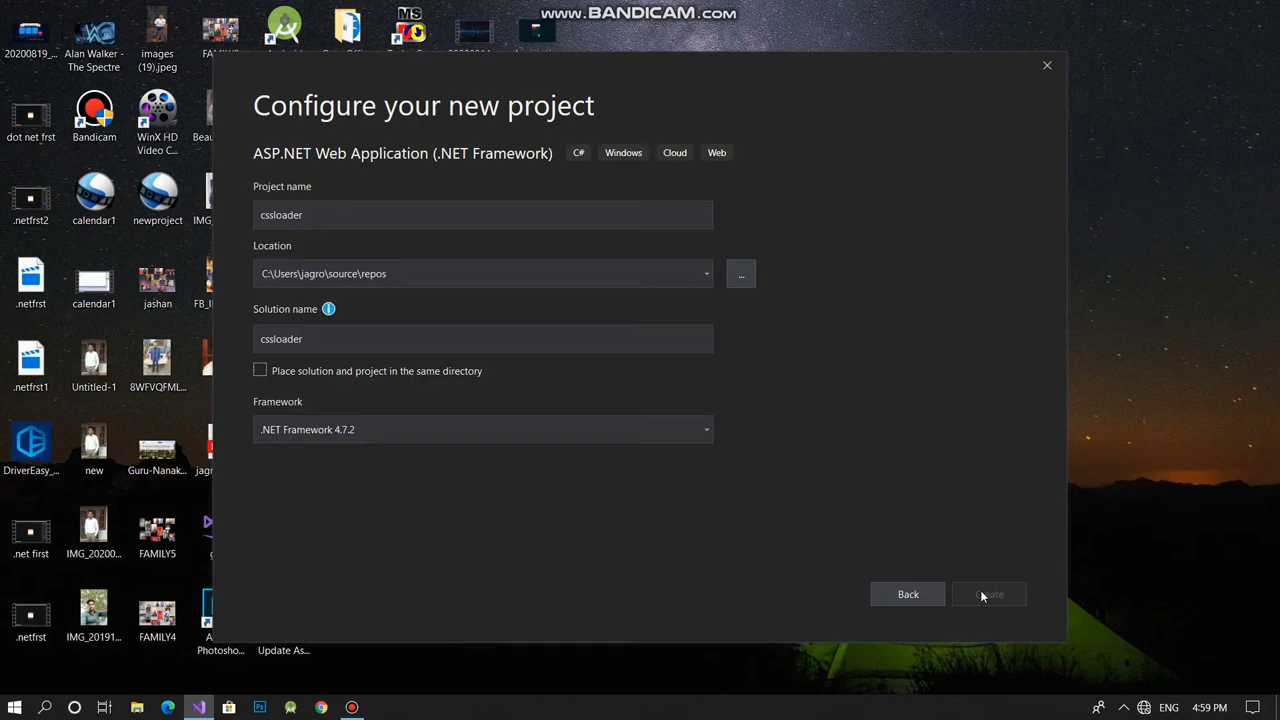 www.BANDICAM.com
20200819_...
Alan Walker -
The Spectre
images
(19).jpeg
MS
Configure your new project
ASP.NET Web Application (.NET Framework)
C#
Windows
Cloud
Web
Project name
cssloader
Location
C:\Users\jagro\source\repos
...
Solution name
cssloader
Place solution and project in the same directory
Framework
.NET Framework 4.7.2
Back
Create
dot net frst
Bandicam
WinX HD
Video C...
.netfrst2
calendar1
newproject
.netfrst
calendar1
jashan
.netfrst1
Untitled-1
8WFVQFML...
DriverEasy_...
new
Guru-Nanak...
.net first
IMG_20200...
FAMILY5
.netfrst
IMG_20191...
FAMILY4
Photosho...
Update As...
ENG
4:59 PM